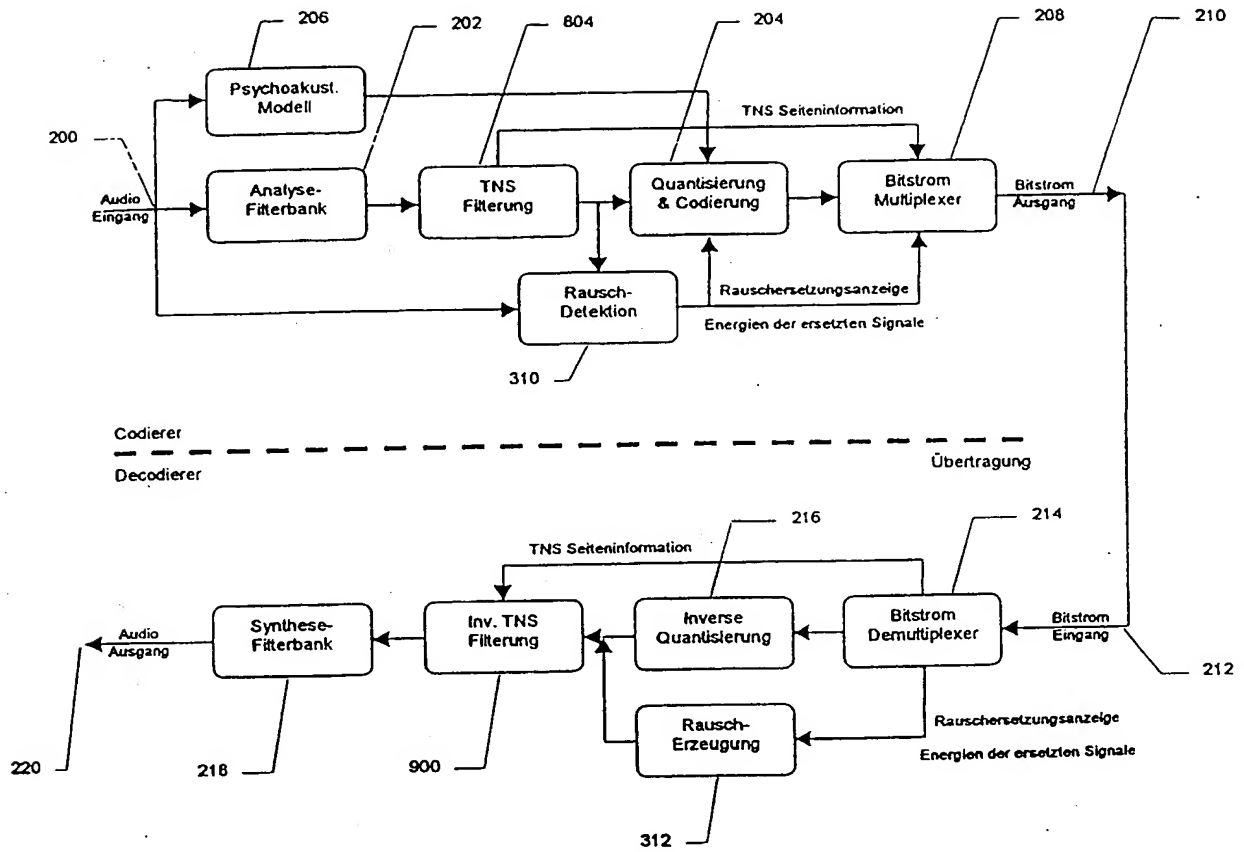 206
202
804
204
208
210
Psychoakust.
Modell
TNS Seiteninformation
200
Audio
Eingang
Analyse-
Filterbank
TNS
Filterung
Quantisierung
& Codierung
Bitstrom
Multiplexer
Bitstrom
Ausgang
Rausch-
Detektion
Rauschersetzungsanzeige
Energien der ersetzten Signale
310
Codierer
Decodierer
Übertragung
216
214
TNS Seiteninformation
Audio
Ausgang
Synthese-
Filterbank
Inv. TNS
Filterung
Inverse
Quantisierung
Bitstrom
Demultiplexer
Bitstrom
Eingang
212
Rausch-
Erzeugung
Rauschersetzungsanzeige
Energien der ersetzten Signale
220
218
900
312